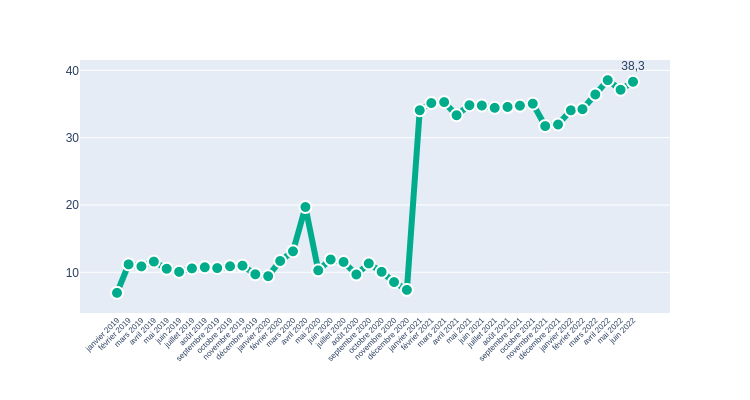 38,3
40
30
20
10
janvier 2019
février 2019
mars 2019
avril 2019
mai 2019
juin 2019
juillet 2019
août 2019
septembre 2019
octobre 2019
novembre 2019
décembre 2019
janvier 2020
février 2020
mars 2020
avril 2020
mai 2020
juin 2020
juillet 2020
août 2020
septembre 2020
octobre 2020
novembre 2020
décembre 2020
janvier 2021
février 2021
mars 2021
avril 2021
mai 2021
juin 2021
juillet 2021
août 2021
septembre 2021
octobre 2021
novembre 2021
décembre 2021
janvier 2022
février 2022
mars 2022
avril 2022
mai 2022
juin 2022